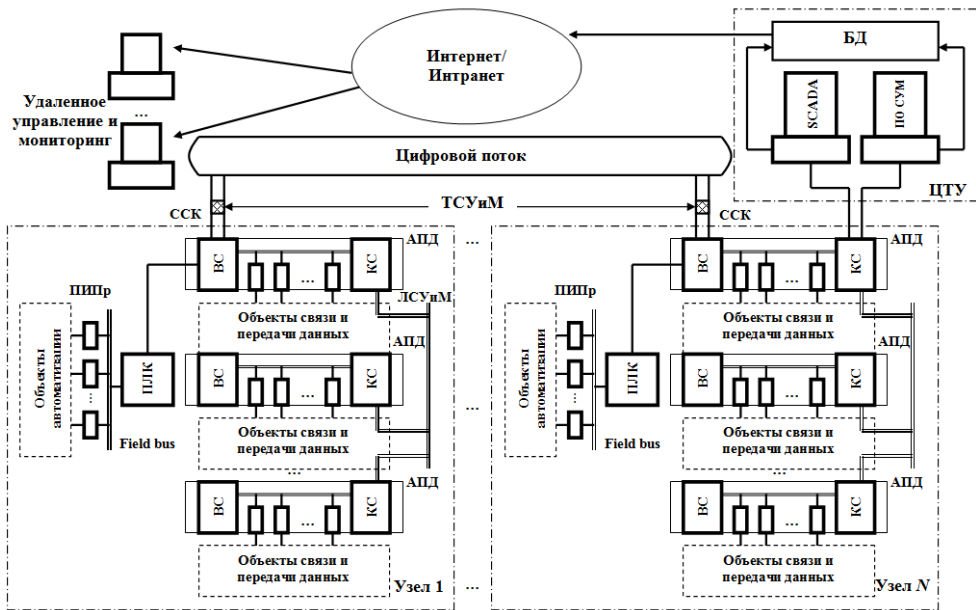 Интернет/
Интранет
БД
SCADA
ПО СУМ
ЦТУ
Удаленное
...
управление и
мониторинг
Цифровой поток
ТСУиМ
ССК
ССК
АПД
...
АПД
ВС
...
КС
ВС
...
КС
ПИПр
ЛСУиМ
ПИПр
Объекты связи и
передачи данных
Объекты связи и
передачи данных
АПД
АПД
Объекты
автоматизации
...
ПЛК
ВС
...
КС
...
Объекты
автоматизации
...
ПЛК
ВС
...
КС
Field bus
Объекты связи и
передачи данных
Field bus
Объекты связи и
передачи данных
...
...
АПД
АПД
ВС
...
КС
ВС
...
КС
Объекты связи и
передачи данных
Объекты связи и
передачи данных
Узел 1
...
Узел N